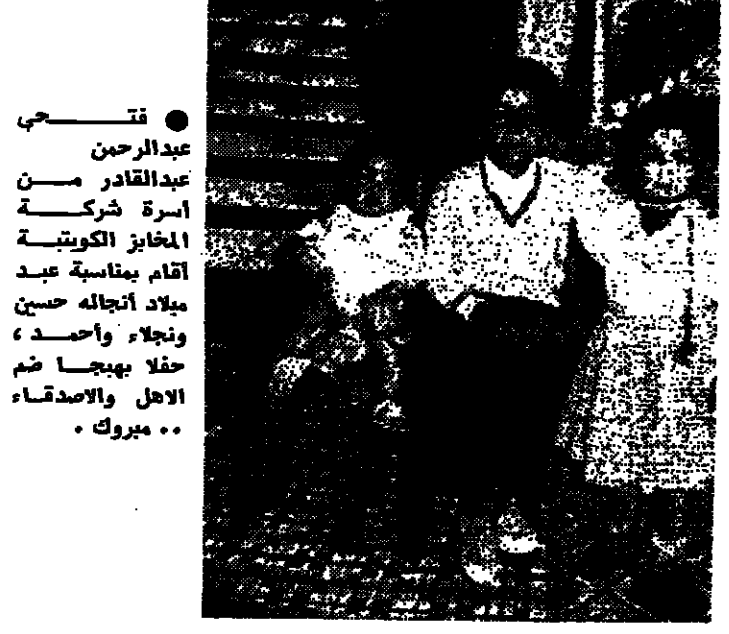 ● فتحي
عبدالرحمن
عبدالقادر من
أسرة شركة
المخابز الكويتية
أقام بمناسبة عيد
ميلاد أنجاله حسين
ونجلاء وأحمد ،
حفلا بهيجا ضم
الاهل والاصدقاء
.. مبروك .